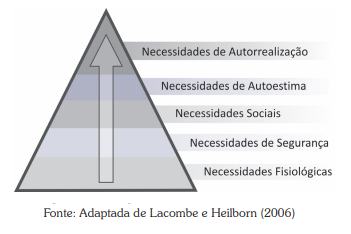 Necessidades de Autorrealização
Necessidades de Autoestima
Necessidades Sociais
Necessidades de Segurança
Necessidades Fisiológicas
Fonte: Adaptada de Lacombe e Heilborn (2006)